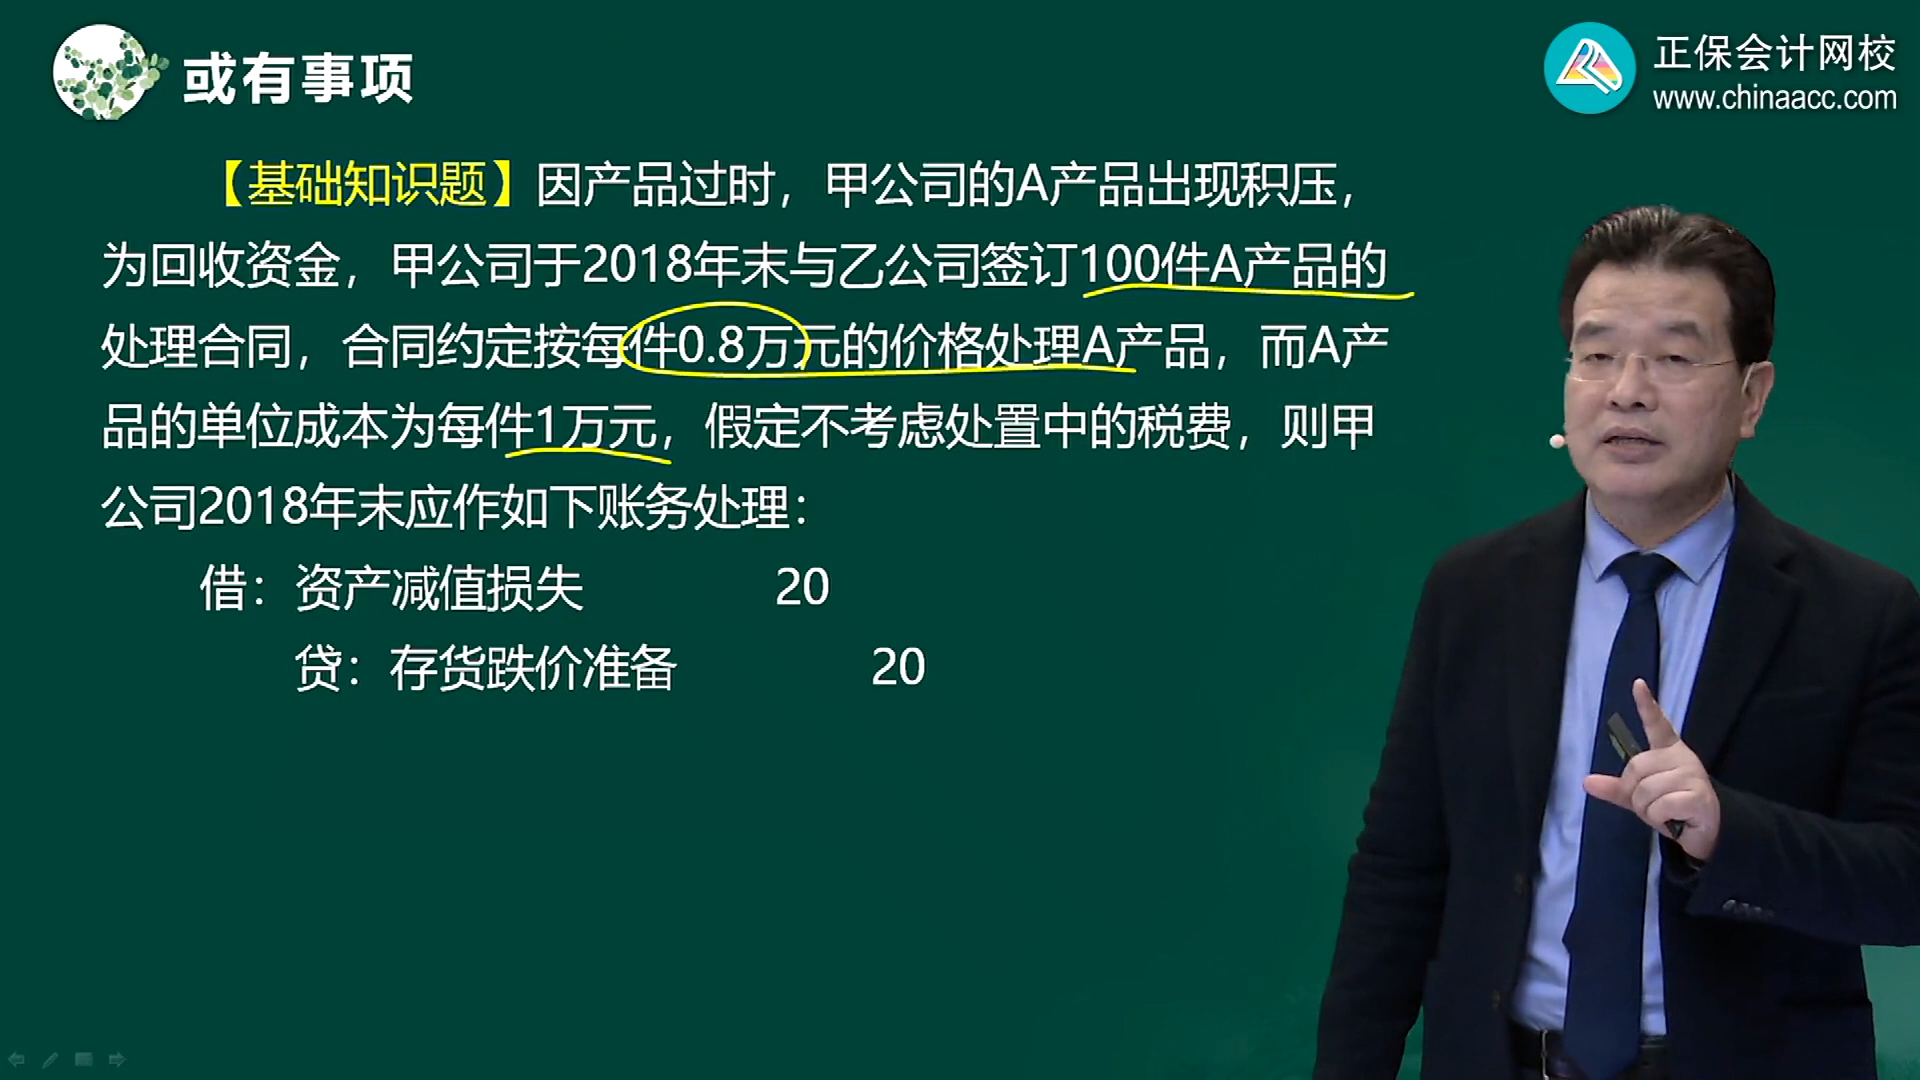 或有事项
正保会计网校
www.chinaacc.com
【基础知识题】因产品过时，甲公司的A产品出现积压，
为回收资金，甲公司于2018年末与乙公司签订100件A产品的
处理合同，合同约定按每件0.8万元的价格处理A产品，而A产
品的单位成本为每件1万元，假定不考虑处置中的税费，则甲
公司2018年末应作如下账务处理：
借：资产减值损失 20
贷：存货跌价准备 20